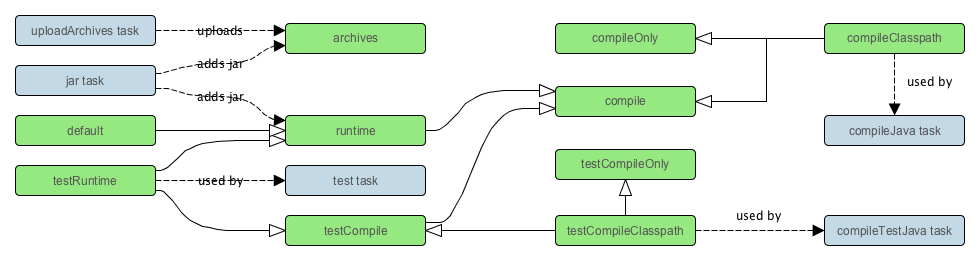 uploadArchives task
uploads
archives
compileOnly
compileClasspath
jar task
adds jar
adds jar
compile
used by
default
runtime
compileJava task
testRuntime
used by
test task
testCompileOnly
testCompile
testCompileClasspath
used by
compileTestJava task